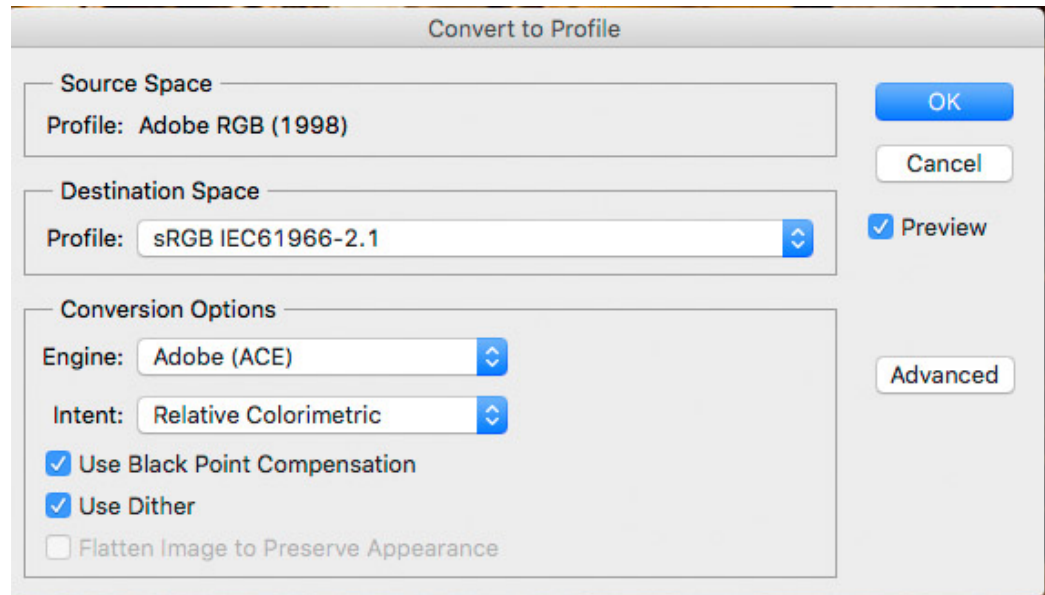 Convert to Profile
Source Space
Profile: Adobe RGB (1998)
OK
Cancel
Destination Space
Profile: sRGB IEC61966-2.1
Preview
Conversion Options
Engine: Adobe (ACE)
Advanced
Intent: Relative Colorimetric
Use Black Point Compensation
Use Dither
Flatten Image to Preserve Appearance